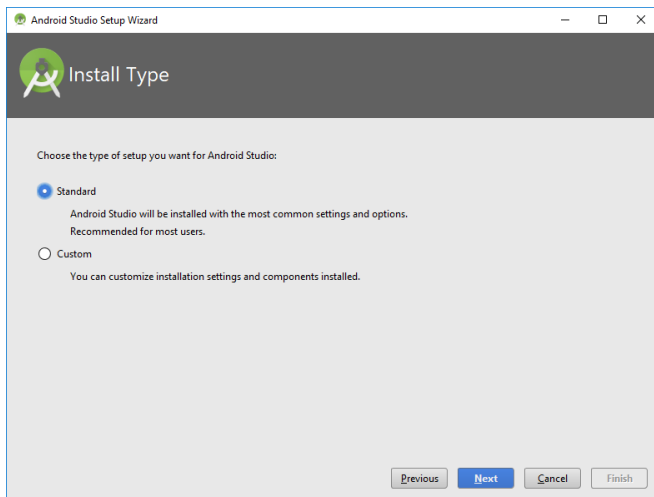 Android Studio Setup Wizard
Install Type
Choose the type of setup you want for Android Studio:
Standard
Android Studio will be installed with the most common settings and options.
Recommended for most users.
Custom
You can customize installation settings and components installed.
Previous Next Cancel Finish